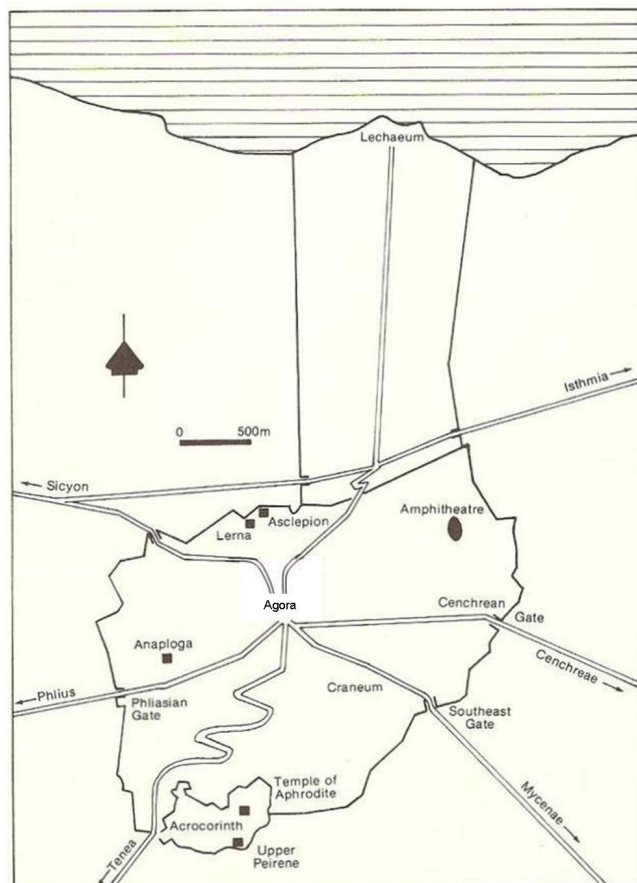 Lechaeum
Isthmia
0 500m
Sicyon
Asclepion
Lerna
Amphitheatre
Agora
Cenchrean
Gate
Anaploga
Cenchreae
Phlius
Phliasian
Gate
Craneum
Southeast
Gate
Temple of
Aphrodite
Mycenae
Acrocorinth
Upper
Peirene
Tenea